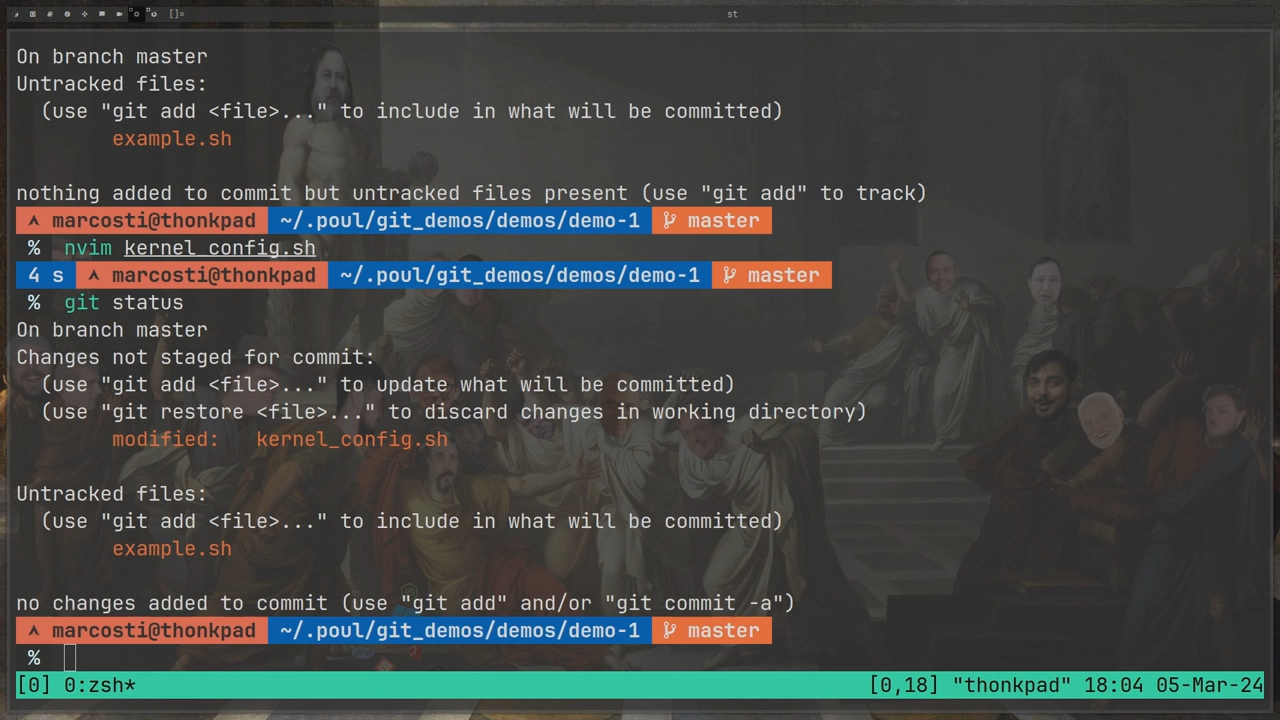 []=
st
On branch master
Untracked files:
(use "git add <file>..." to include in what will be committed)
example.sh
nothing added to commit but untracked files present (use "git add" to track)
marcosti@thonkpad ~/.poul/git_demos/demos/demo-1 master
% nvim kernel_config.sh
4 s marcosti@thonkpad ~/.poul/git_demos/demos/demo-1 master
% git status
On branch master
Changes not staged for commit:
(use "git add <file>..." to update what will be committed)
(use "git restore <file>..." to discard changes in working directory)
modified: kernel_config.sh
Untracked files:
(use "git add <file>..." to include in what will be committed)
example.sh
no changes added to commit (use "git add" and/or "git commit -a")
marcosti@thonkpad ~/.poul/git_demos/demos/demo-1 master
%
[0] 0:zsh* [0,18] "thonkpad" 18:04 05-Mar-24